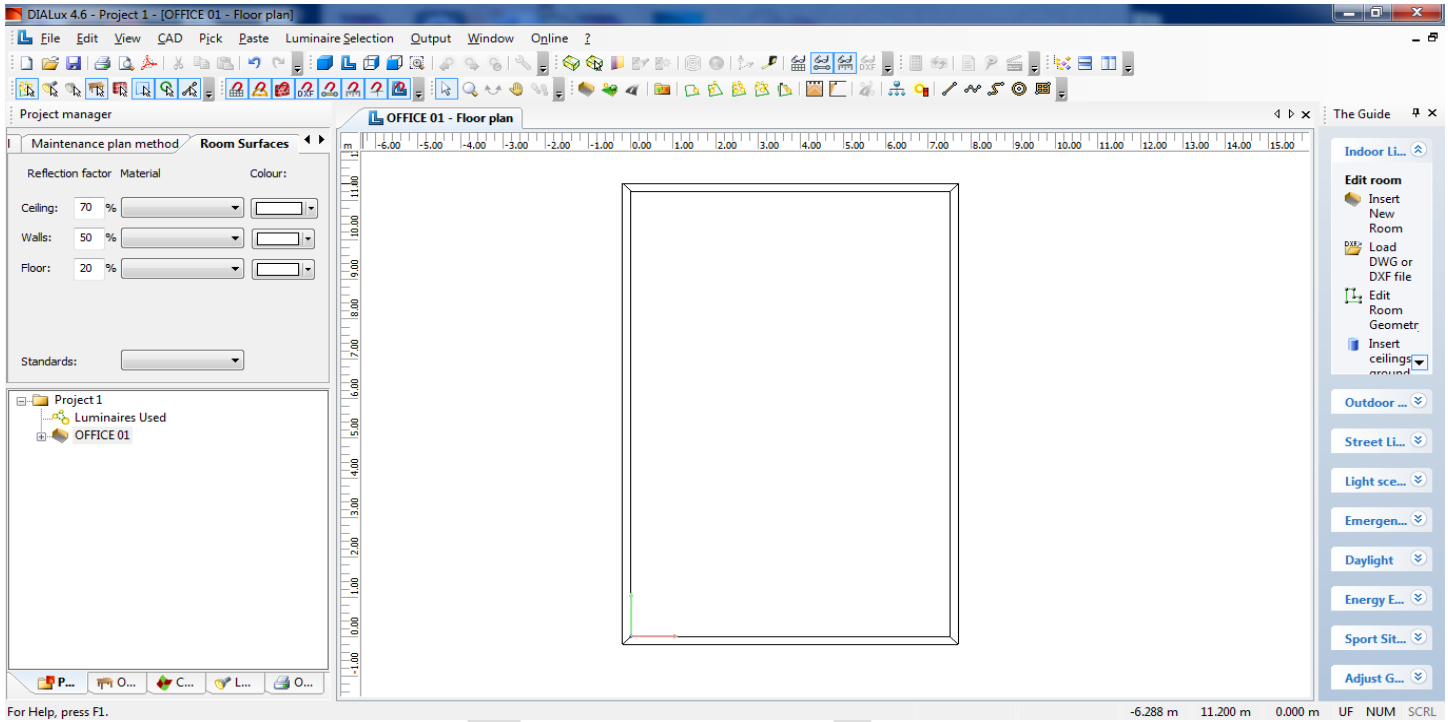 DIALux 4.6 - Project 1 - [OFFICE 01 - Floor plan]
File Edit View CAD Pick Paste Luminaire Selection Output Window Online ?
Project manager
Maintenance plan method Room Surfaces
Reflection factor Material Colour:
Ceiling: 70 %
Walls: 50 %
Floor: 20 %
Standards:
Project 1
Luminaires Used
OFFICE 01
P... O... C... L... O...
OFFICE 01 - Floor plan
m -6.00 -5.00 -4.00 -3.00 -2.00 -1.00 0.00 1.00 2.00 3.00 4.00 5.00 6.00 7.00 8.00 9.00 10.00 11.00 12.00 13.00 14.00 15.00
11.00
10.00
9.00
8.00
7.00
6.00
5.00
4.00
3.00
2.00
1.00
0.00
-1.00
The Guide
Indoor Li...
Edit room
Insert
New
Room
DXF
Load
DWG or
DXF file
Edit
Room
Geometr
Insert
ceilings
ground
Outdoor ...
Street Li...
Light sce...
Emergen...
Daylight
Energy E...
Sport Sit...
Adjust G...
For Help, press F1.
-6.288 m 11.200 m 0.000 m UF NUM SCRL